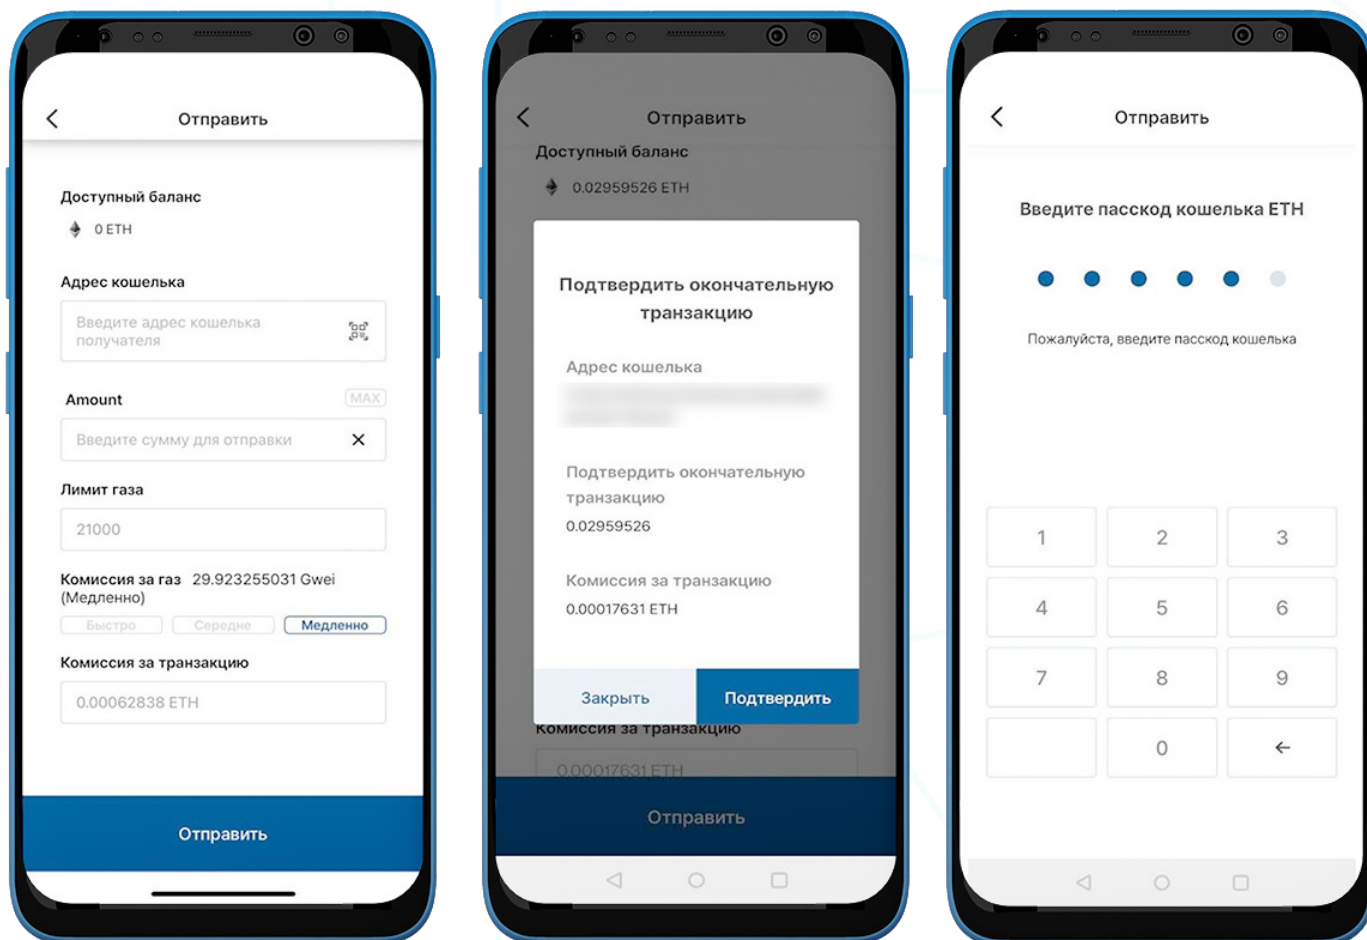 Отправить
Доступный баланс
0 ETH
Адрес кошелька
Введите адрес кошелька
получателя
Amount
MAX
Введите сумму для отправки
Лимит газа
21000
Комиссия за газ 29.923255031 Gwei
(Медленно)
Быстро Средне Медленно
Комиссия за транзакцию
0.00062838 ETH
Отправить
Отправить
Доступный баланс
0.02959526 ETH
Подтвердить окончательную
транзакцию
Адрес кошелька
Подтвердить окончательную
транзакцию
0.02959526
Комиссия за транзакцию
0.00017631 ETH
Закрыть Подтвердить
Комиссия за транзакцию
0.00017631 ETH
Отправить
Отправить
Введите пасскод кошелька ETH
Пожалуйста, введите пасскод кошелька
1 2 3
4 5 6
7 8 9
0